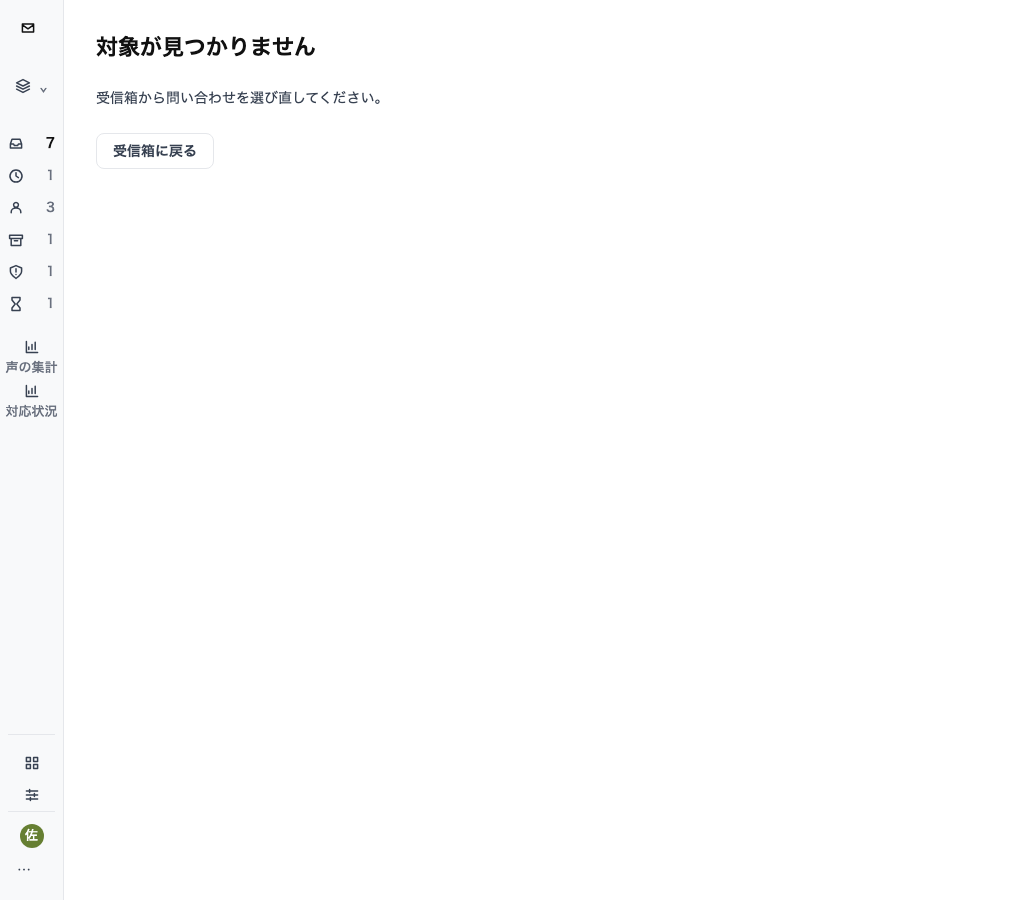 対象が見つかりません
受信箱から問い合わせを選び直してください。
受信箱に戻る
7
1
3
1
1
1
声の集計
対応状況
佐
...